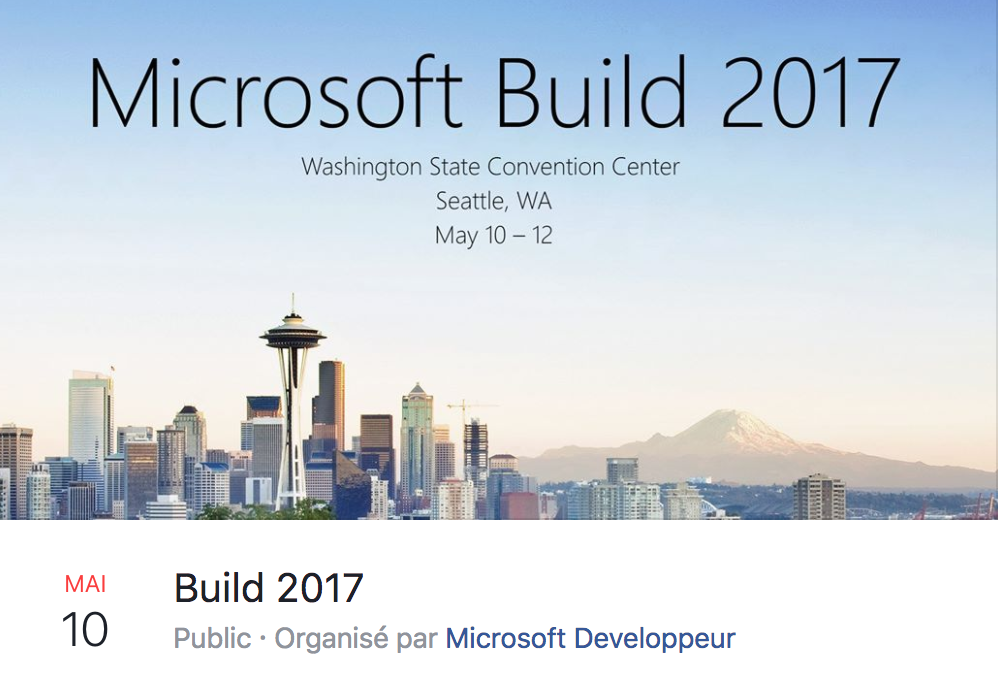 Microsoft Build 2017
Washington State Convention Center
Seattle, WA
May 10 – 12
MAI
10
Build 2017
Public · Organisé par Microsoft Developpeur